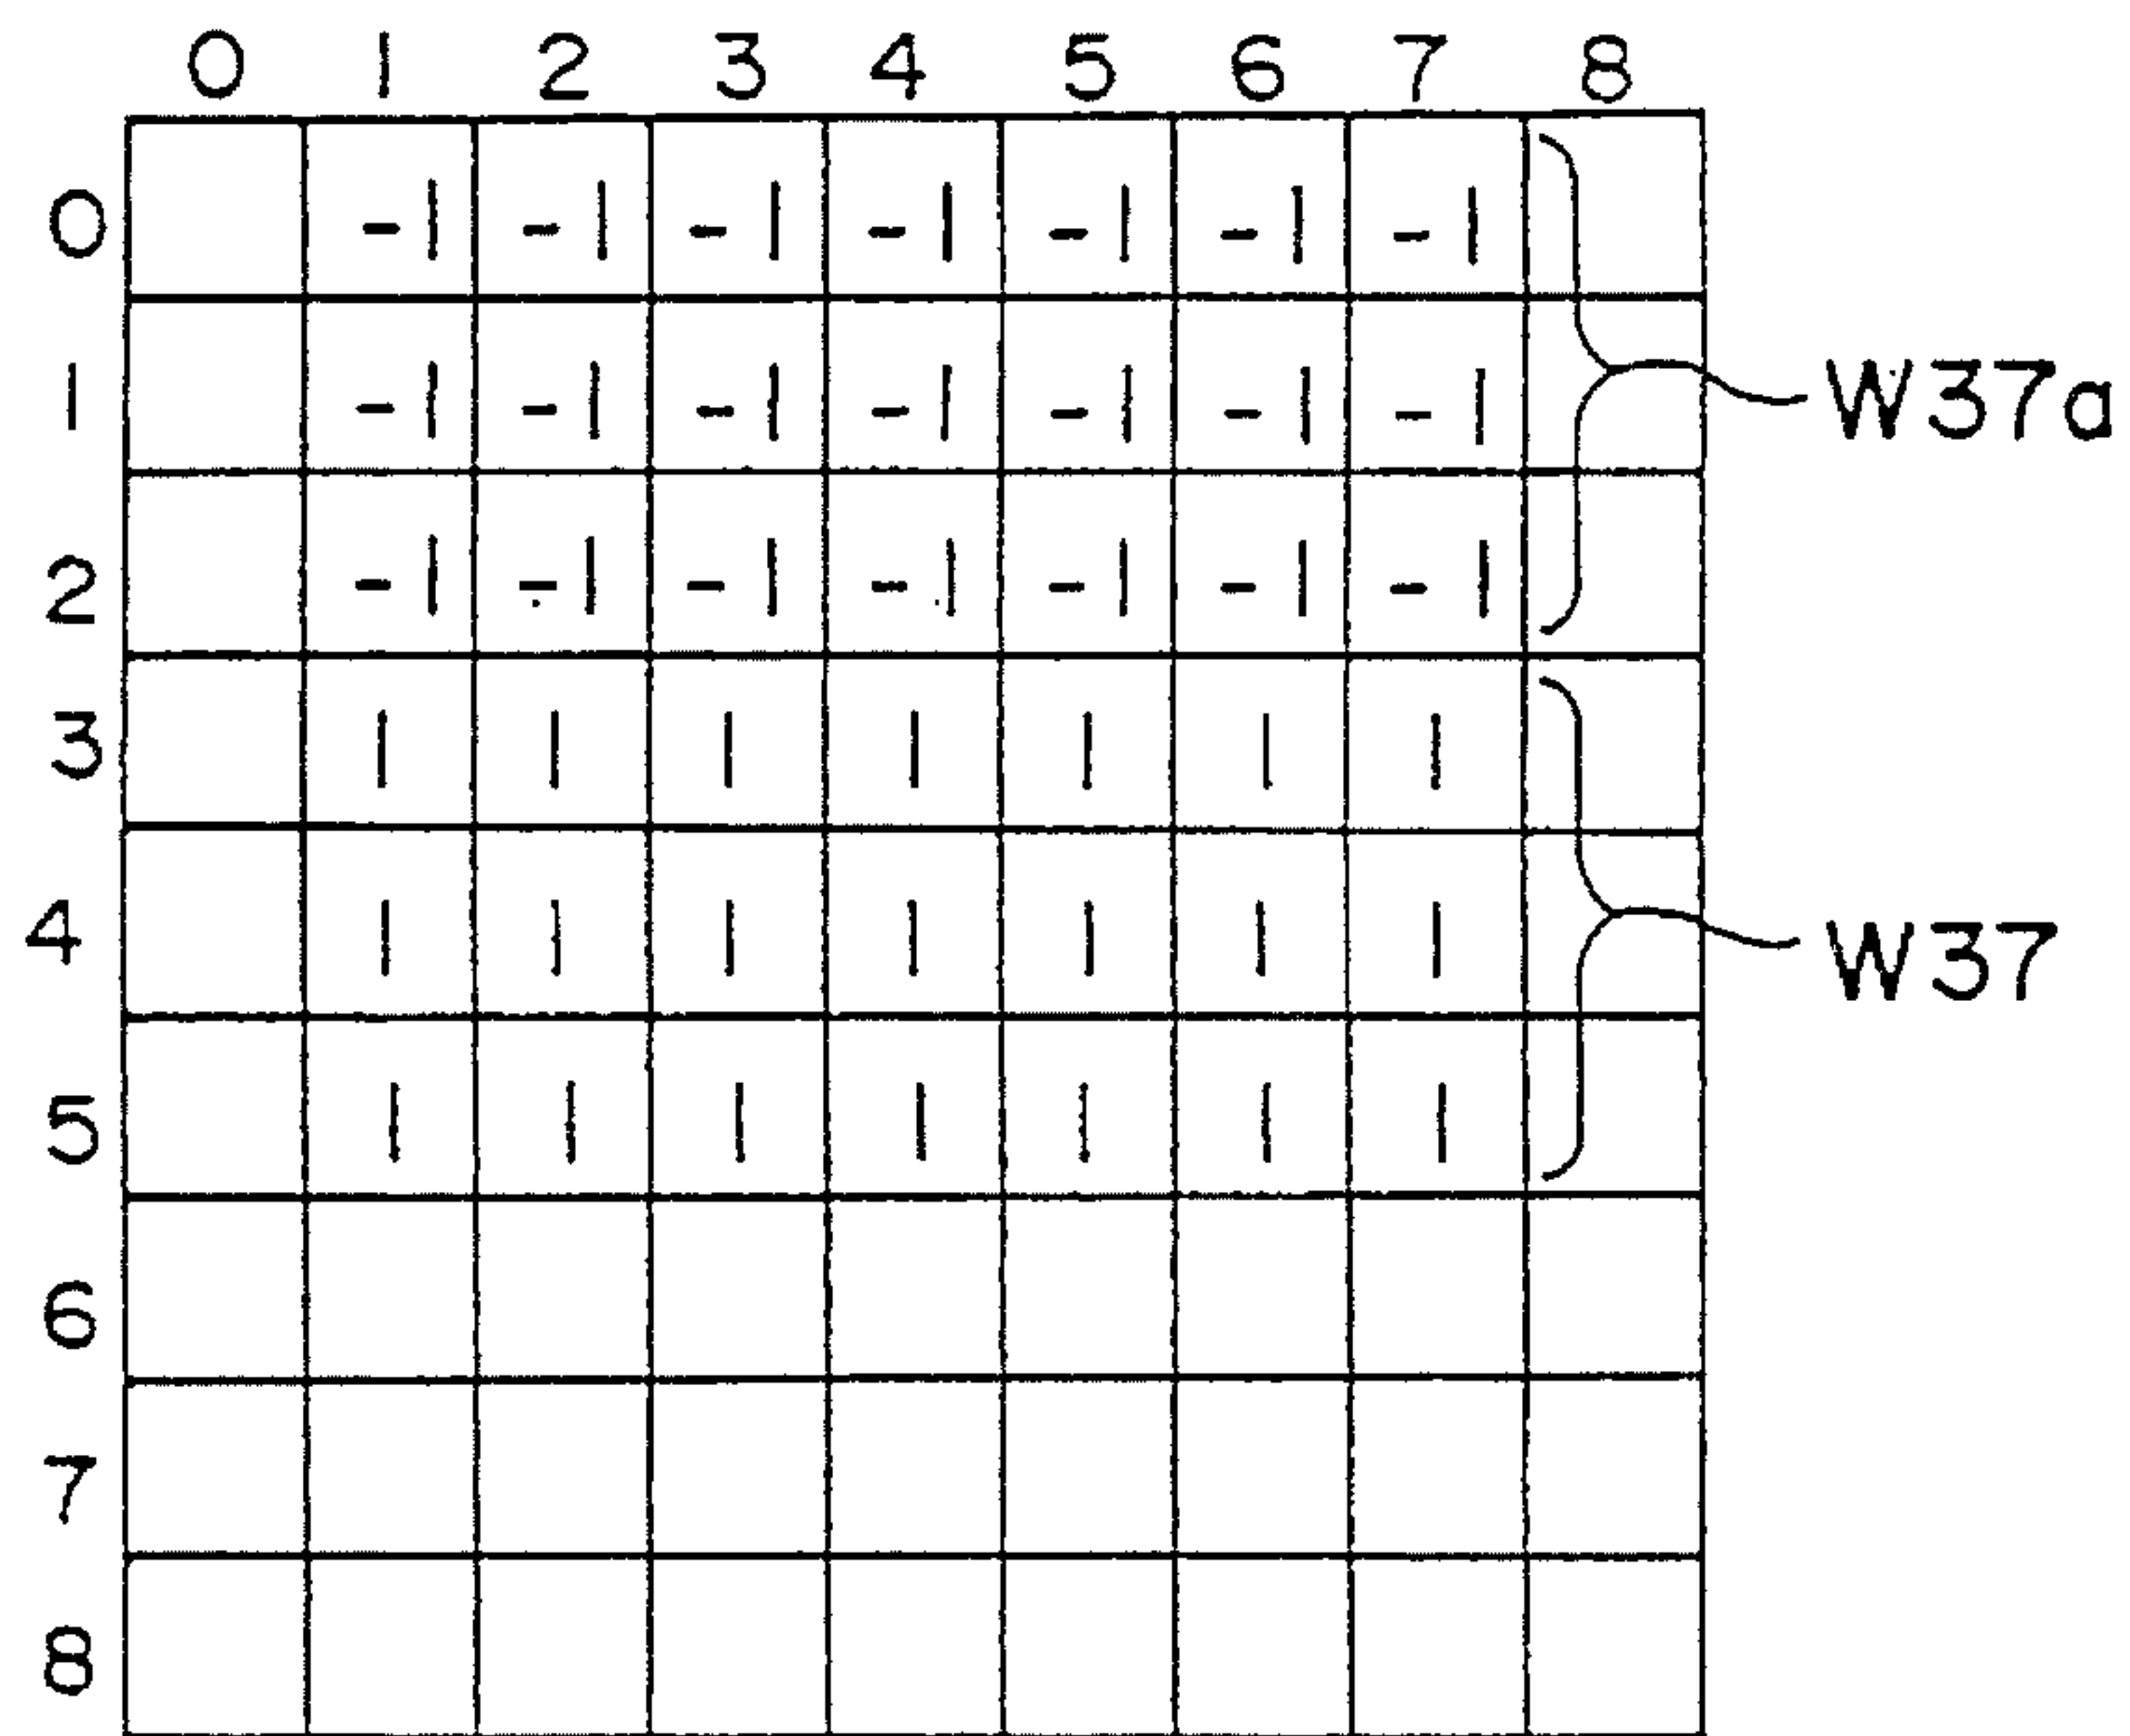 0 1 2 3 4 5 6 7 8
0 -1 -1 -1 -1 -1 -1 -1
1 -1 -1 -1 -1 -1 -1 -1 W37a
2 -1 -1 -1 -1 -1 -1 -1
3 1 1 1 1 1 1 1
4 1 1 1 1 1 1 1 W37
5 1 1 1 1 1 1 1
6
7
8